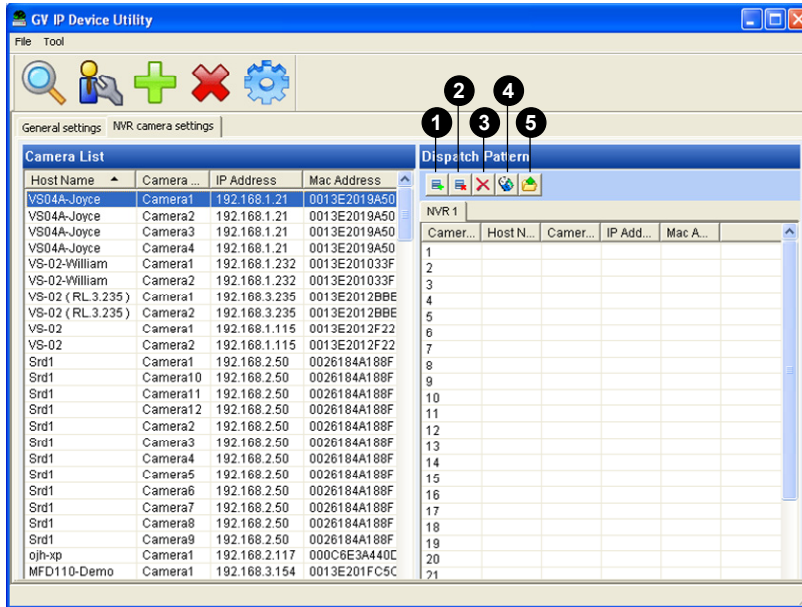 GV IP Device Utility
File Tool
1 2 3 4 5
General settings NVR camera settings
Camera List
Host Name Camera ... IP Address Mac Address
VS04A-Joyce Camera1 192.168.1.21 0013E2019A50
VS04A-Joyce Camera2 192.168.1.21 0013E2019A50
VS04A-Joyce Camera3 192.168.1.21 0013E2019A50
VS04A-Joyce Camera4 192.168.1.21 0013E2019A50
VS-02-William Camera1 192.168.1.232 0013E201033F
VS-02-William Camera2 192.168.1.232 0013E201033F
VS-02 ( RL.3.235 ) Camera1 192.168.3.235 0013E2012BBE
VS-02 ( RL.3.235 ) Camera2 192.168.3.235 0013E2012BBE
VS-02 Camera1 192.168.1.115 0013E2012F22
VS-02 Camera2 192.168.1.115 0013E2012F22
Srd1 Camera1 192.168.2.50 0026184A188F
Srd1 Camera10 192.168.2.50 0026184A188F
Srd1 Camera11 192.168.2.50 0026184A188F
Srd1 Camera12 192.168.2.50 0026184A188F
Srd1 Camera2 192.168.2.50 0026184A188F
Srd1 Camera3 192.168.2.50 0026184A188F
Srd1 Camera4 192.168.2.50 0026184A188F
Srd1 Camera5 192.168.2.50 0026184A188F
Srd1 Camera6 192.168.2.50 0026184A188F
Srd1 Camera7 192.168.2.50 0026184A188F
Srd1 Camera8 192.168.2.50 0026184A188F
Srd1 Camera9 192.168.2.50 0026184A188F
ojh-xp Camera1 192.168.2.117 000C6E3A440D
MFD110-Demo Camera1 192.168.3.154 0013E201FC5C
Dispatch Pattern
NVR 1
Camer... Host N... Camer... IP Add... Mac A...
1
2
3
4
5
6
7
8
9
10
11
12
13
14
15
16
17
18
19
20
21